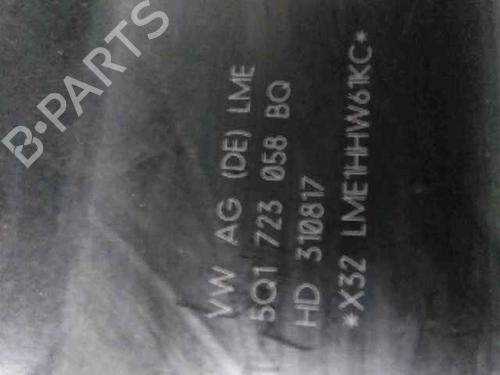 B-PARTS
VW AG (DE) LME
5Q1 723 058 BQ
HD 310817
*X32 LME1HHW61KC*